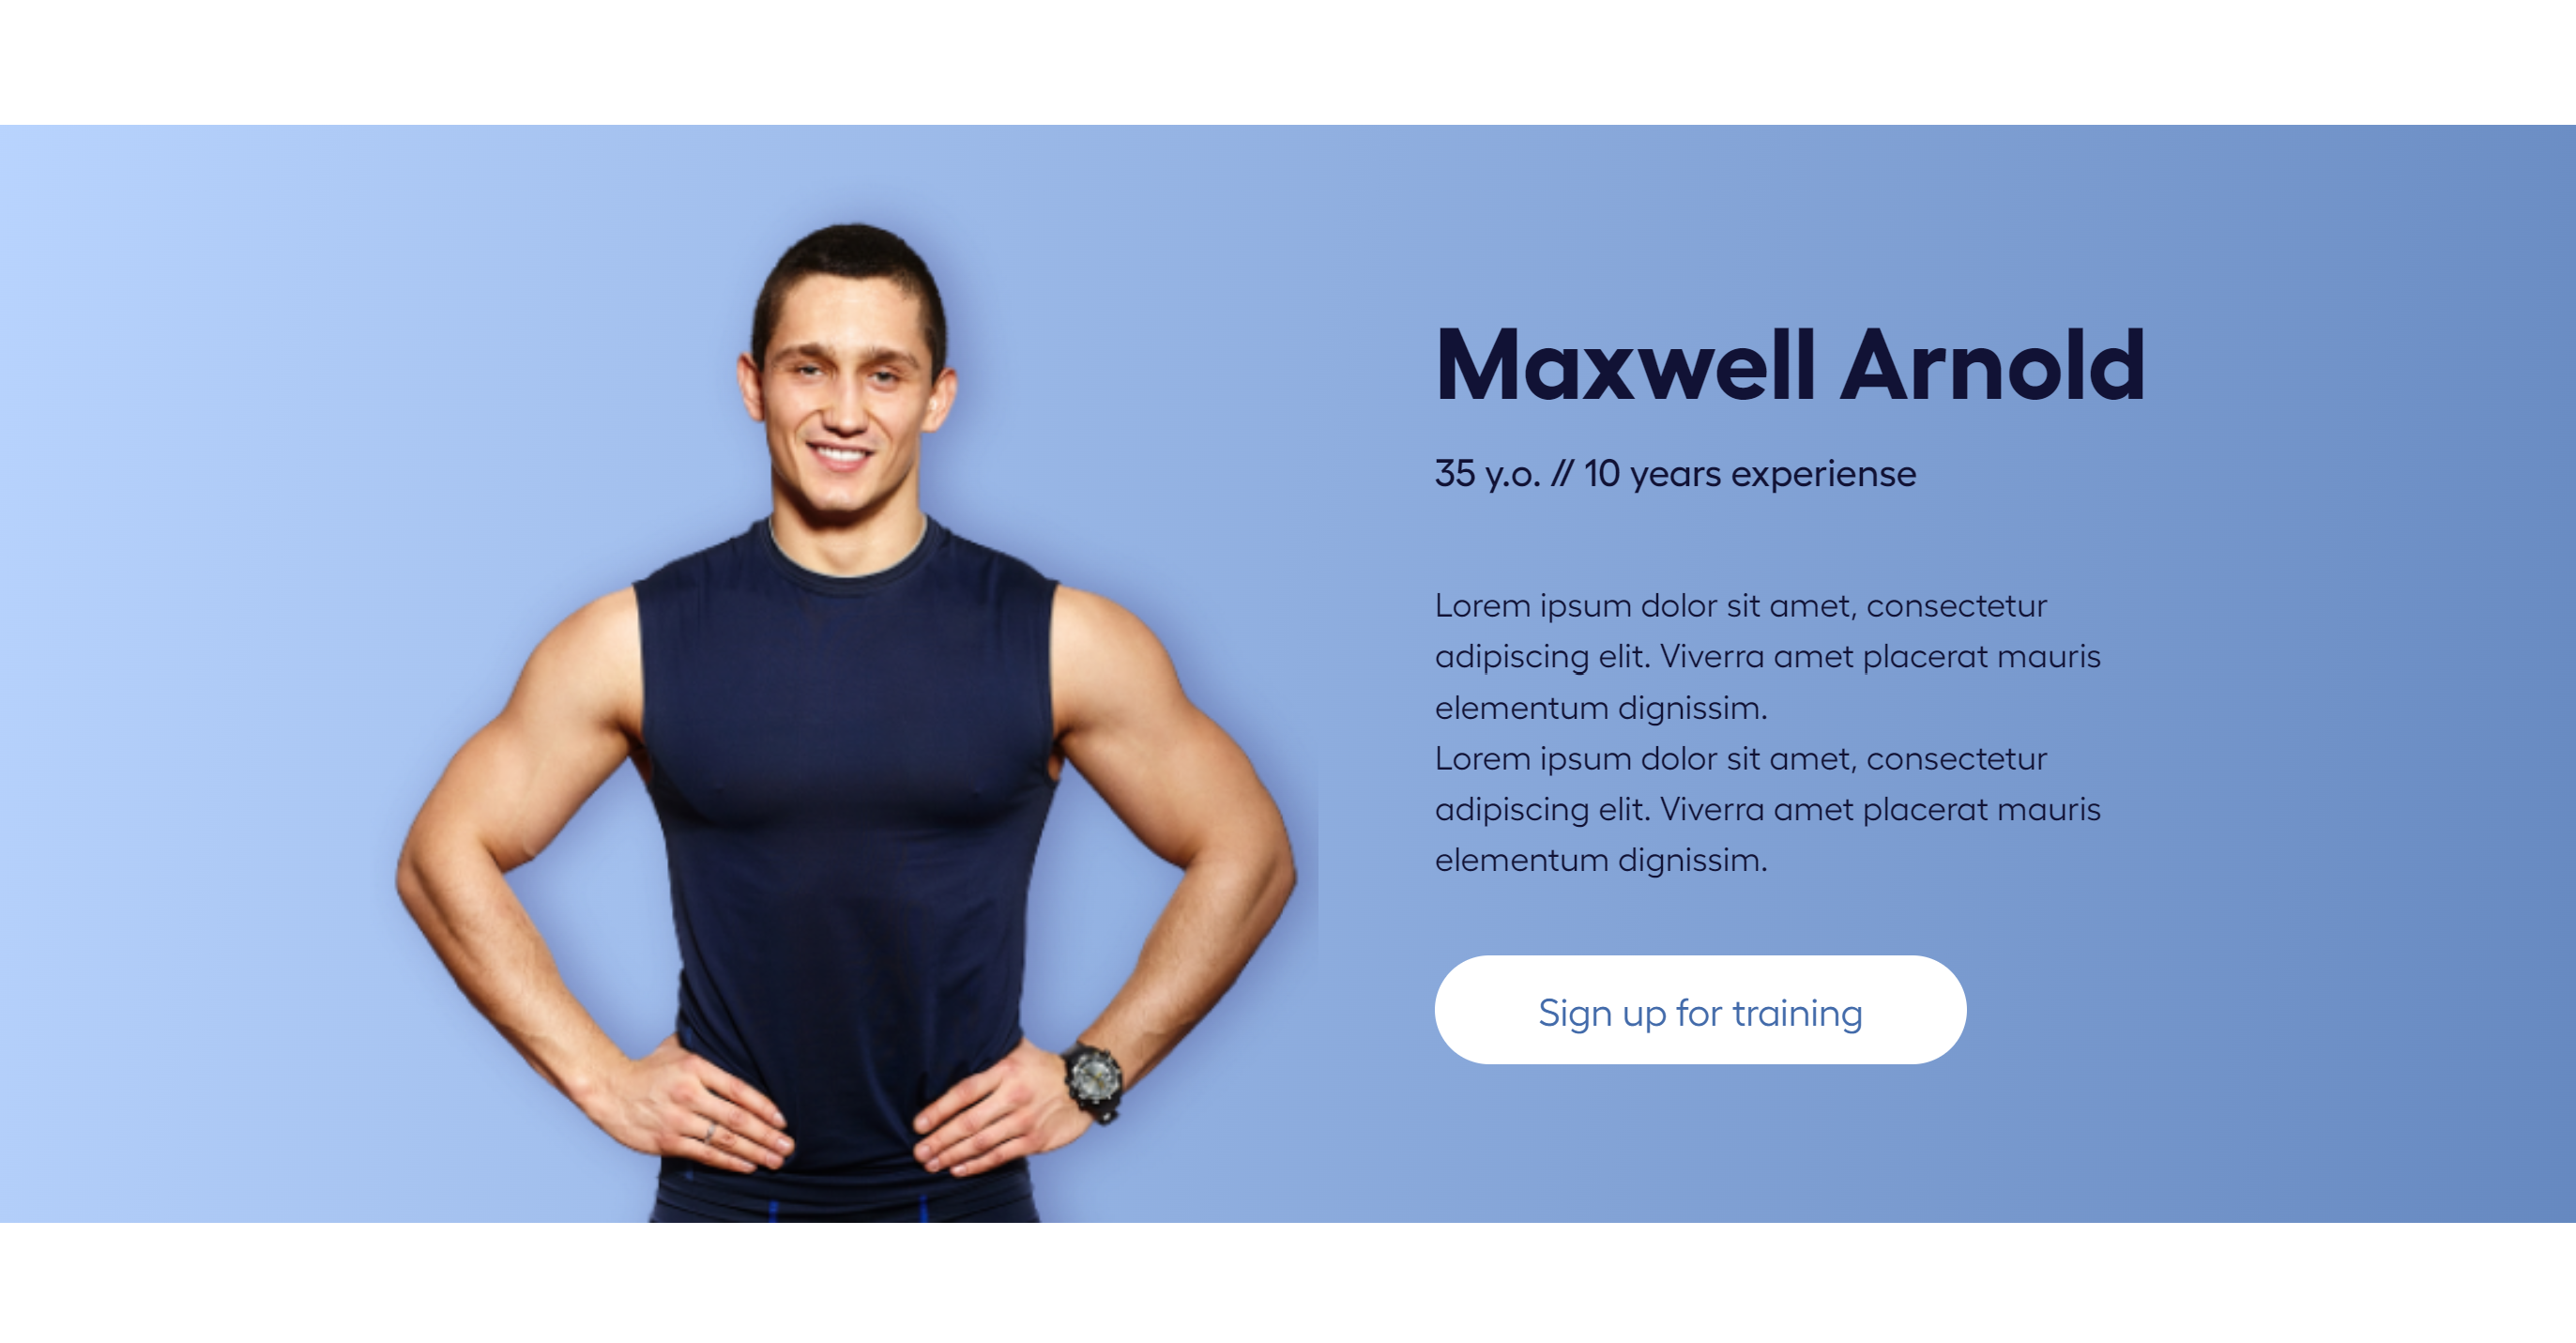 Maxwell Arnold
35 y.o. // 10 years experiense
Lorem ipsum dolor sit amet, consectetur
adipiscing elit. Viverra amet placerat mauris
elementum dignissim.
Lorem ipsum dolor sit amet, consectetur
adipiscing elit. Viverra amet placerat mauris
elementum dignissim.
Sign up for training